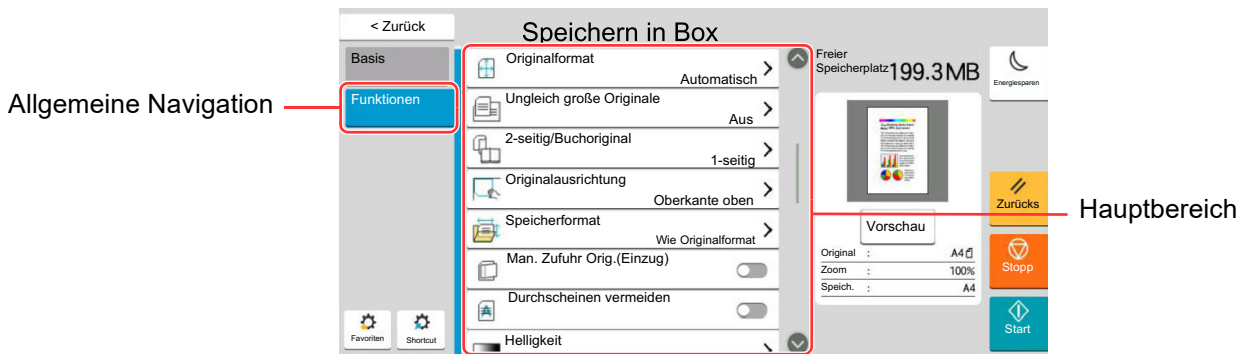 < Zurück
Speichern in Box
Basis
Funktionen
Allgemeine Navigation
Originalformat
Automatisch
Ungleich große Originale
Aus
2-seitig/Buchoriginal
1-seitig
Originalausrichtung
Oberkante oben
Speicherformat
Wie Originalformat
Man. Zufuhr Orig.(Einzug)
Durchscheinen vermeiden
Helligkeit
Favoriten
Shortcut
Freier
Speicherplatz 199.3 MB
Vorschau
Original : A4
Zoom : 100%
Speich. : A4
Energiesparen
Zurücks
Stopp
Start
Hauptbereich